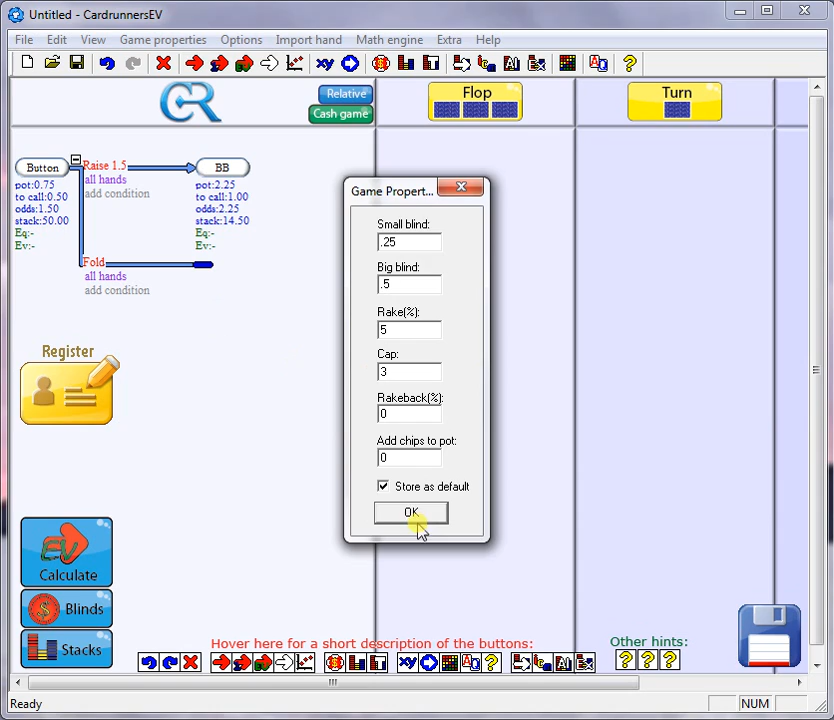 Untitled - CardrunnersEV
File Edit View Game properties Options Import hand Math engine Extra Help
CR
Relative
Cash game
Flop
Turn
Button
Raise 1.5
BB
all hands
add condition
pot:0.75
to call:0.50
odds:1.50
stack:50.00
Eq:-
Ev:-
pot:2.25
to call:1.00
odds:2.25
stack:14.50
Eq:-
Ev:-
Fold
all hands
add condition
Register
Game Propert...
Small blind:
.25
Big blind:
.5
Rake(%):
5
Cap:
3
Rakeback(%):
0
Add chips to pot:
0
Store as default
OK
EV
Calculate
Blinds
Stacks
Hover here for a short description of the buttons:
Other hints:
Ready
NUM